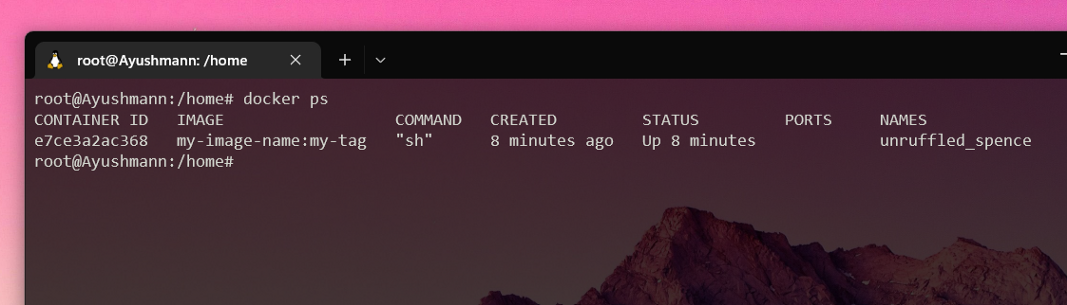 root@Ayushmann: /home
root@Ayushmann:/home# docker ps
CONTAINER ID   IMAGE                  COMMAND   CREATED         STATUS         PORTS     NAMES
e7ce3a2ac368   my-image-name:my-tag   "sh"      8 minutes ago   Up 8 minutes             unruffled_spence
root@Ayushmann:/home#